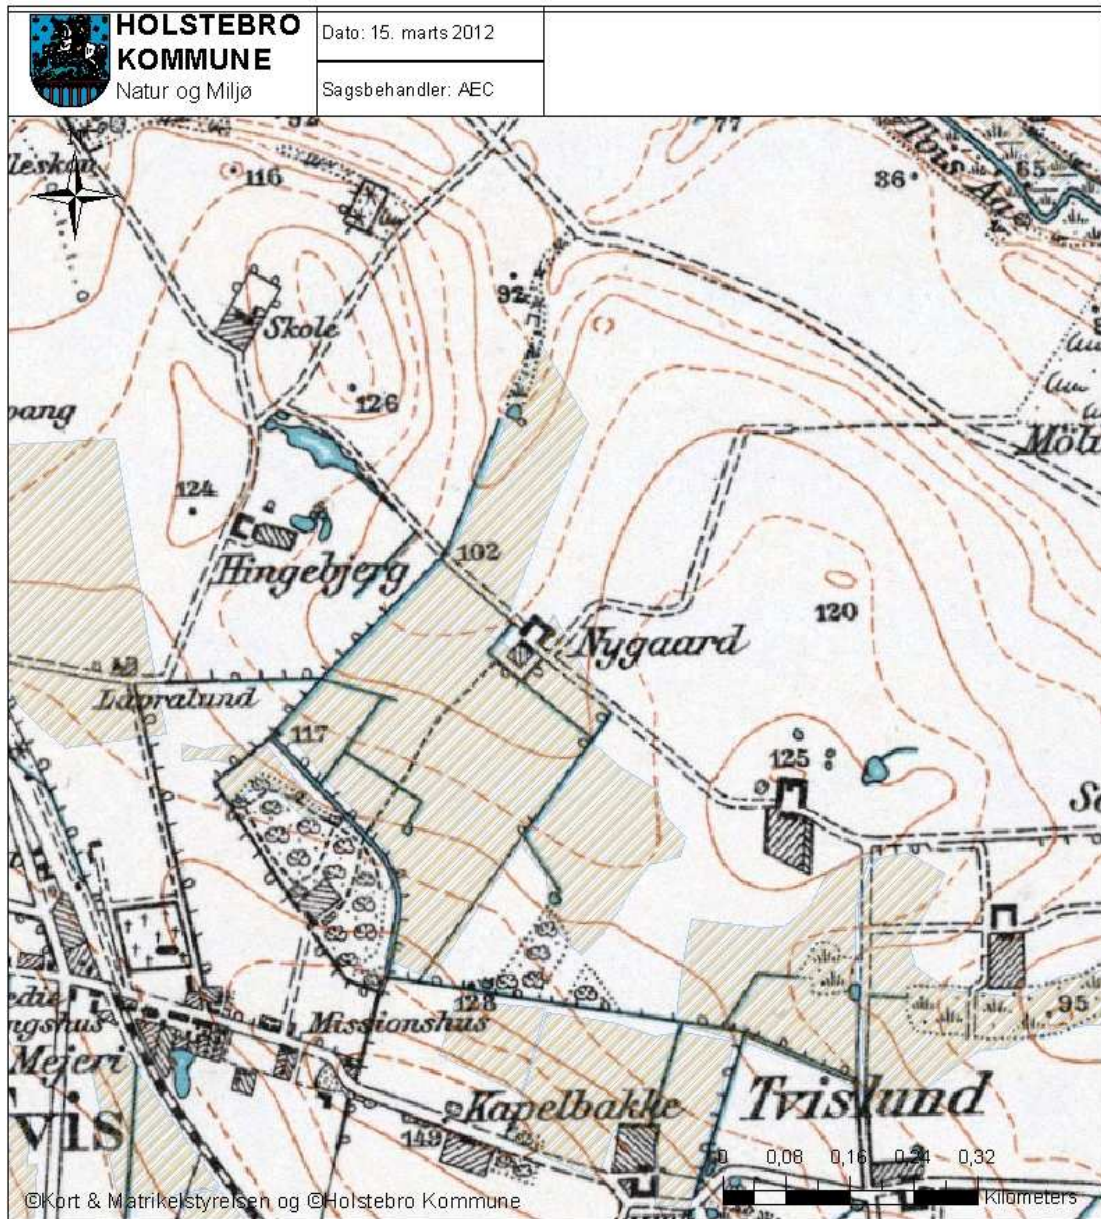 HOLSTEBRO
KOMMUNE
Natur og Miljø
Dato: 15. marts 2012
Sagsbehandler: AEC
77
116
86
65
Skole
92
126
124
102
Hingebjerg
120
Nygaard
117
125
128
Missionshus
95
Mejeri
Kapelbakke
Tvislund
149
0 0,08 0,16 0,24 0,32
Kilometers
©Kort & Matrikelstyrelsen og ©Holstebro Kommune